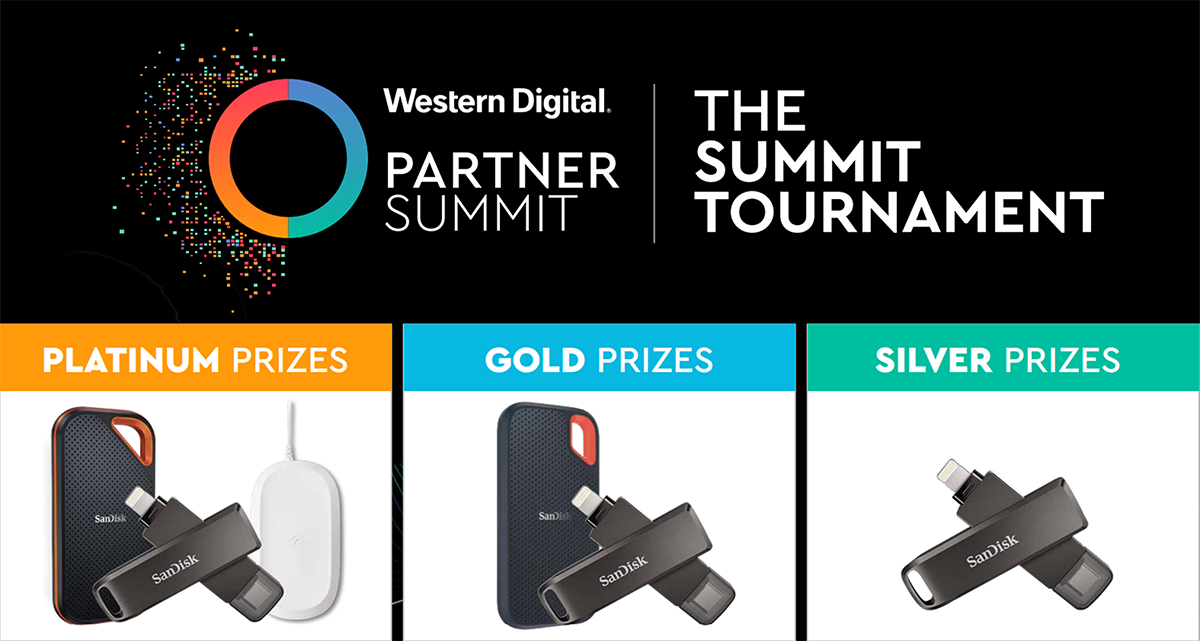 Western Digital.
PARTNER
SUMMIT
THE
SUMMIT
TOURNAMENT
PLATINUM PRIZES
GOLD PRIZES
SILVER PRIZES
SanDisk
SanDisk
SanDisk
SanDisk
SanDisk